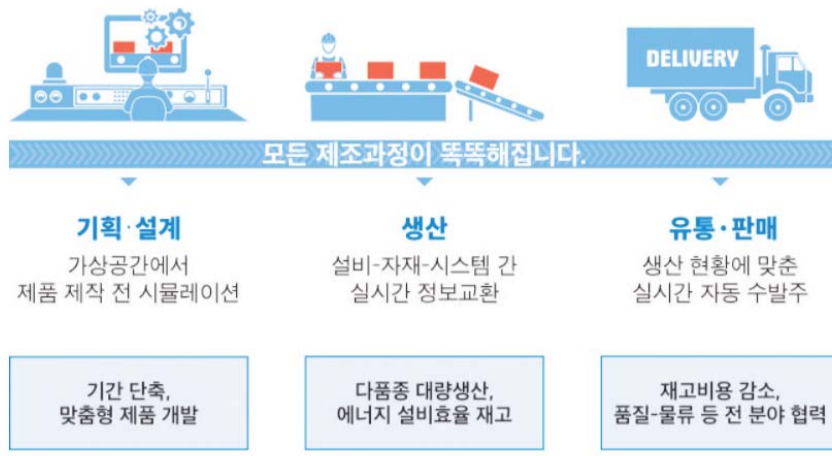 DELIVERY
모든 제조과정이 똑똑해집니다.
기획·설계
가상공간에서
제품 제작 전 시뮬레이션
기간 단축,
맞춤형 제품 개발
생산
설비-자재-시스템 간
실시간 정보교환
다품종 대량생산,
에너지 설비효율 재고
유통·판매
생산 현황에 맞춘
실시간 자동 수발주
재고비용 감소,
품질-물류 등 전 분야 협력